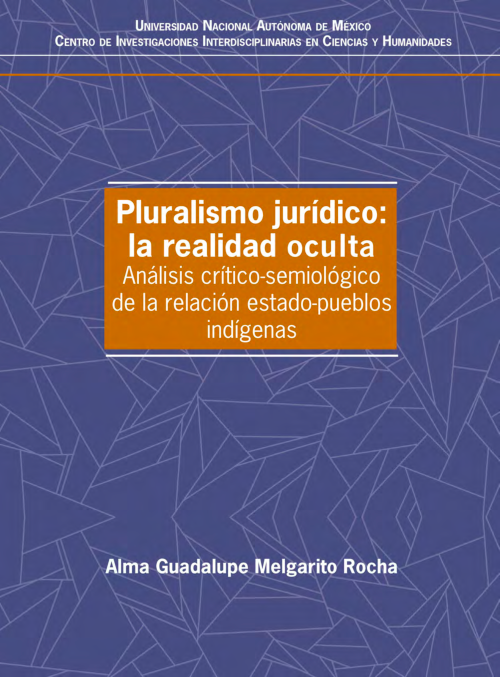 UNIVERSIDAD NACIONAL AUTÓNOMA DE MÉXICO
CENTRO DE INVESTIGACIONES INTERDISCIPLINARIAS EN CIENCIAS Y HUMANIDADES
Pluralismo jurídico:
la realidad oculta
Análisis crítico-semiológico
de la relación estado-pueblos
indígenas
Alma Guadalupe Melgarito Rocha